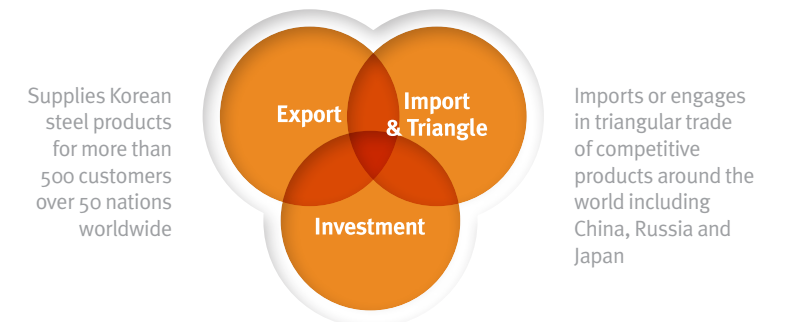 Supplies Korean
steel products
for more than
500 customers
over 50 nations
worldwide
Export
Import
& Triangle
Investment
Imports or engages
in triangular trade
of competitive
products around the
world including
China, Russia and
Japan